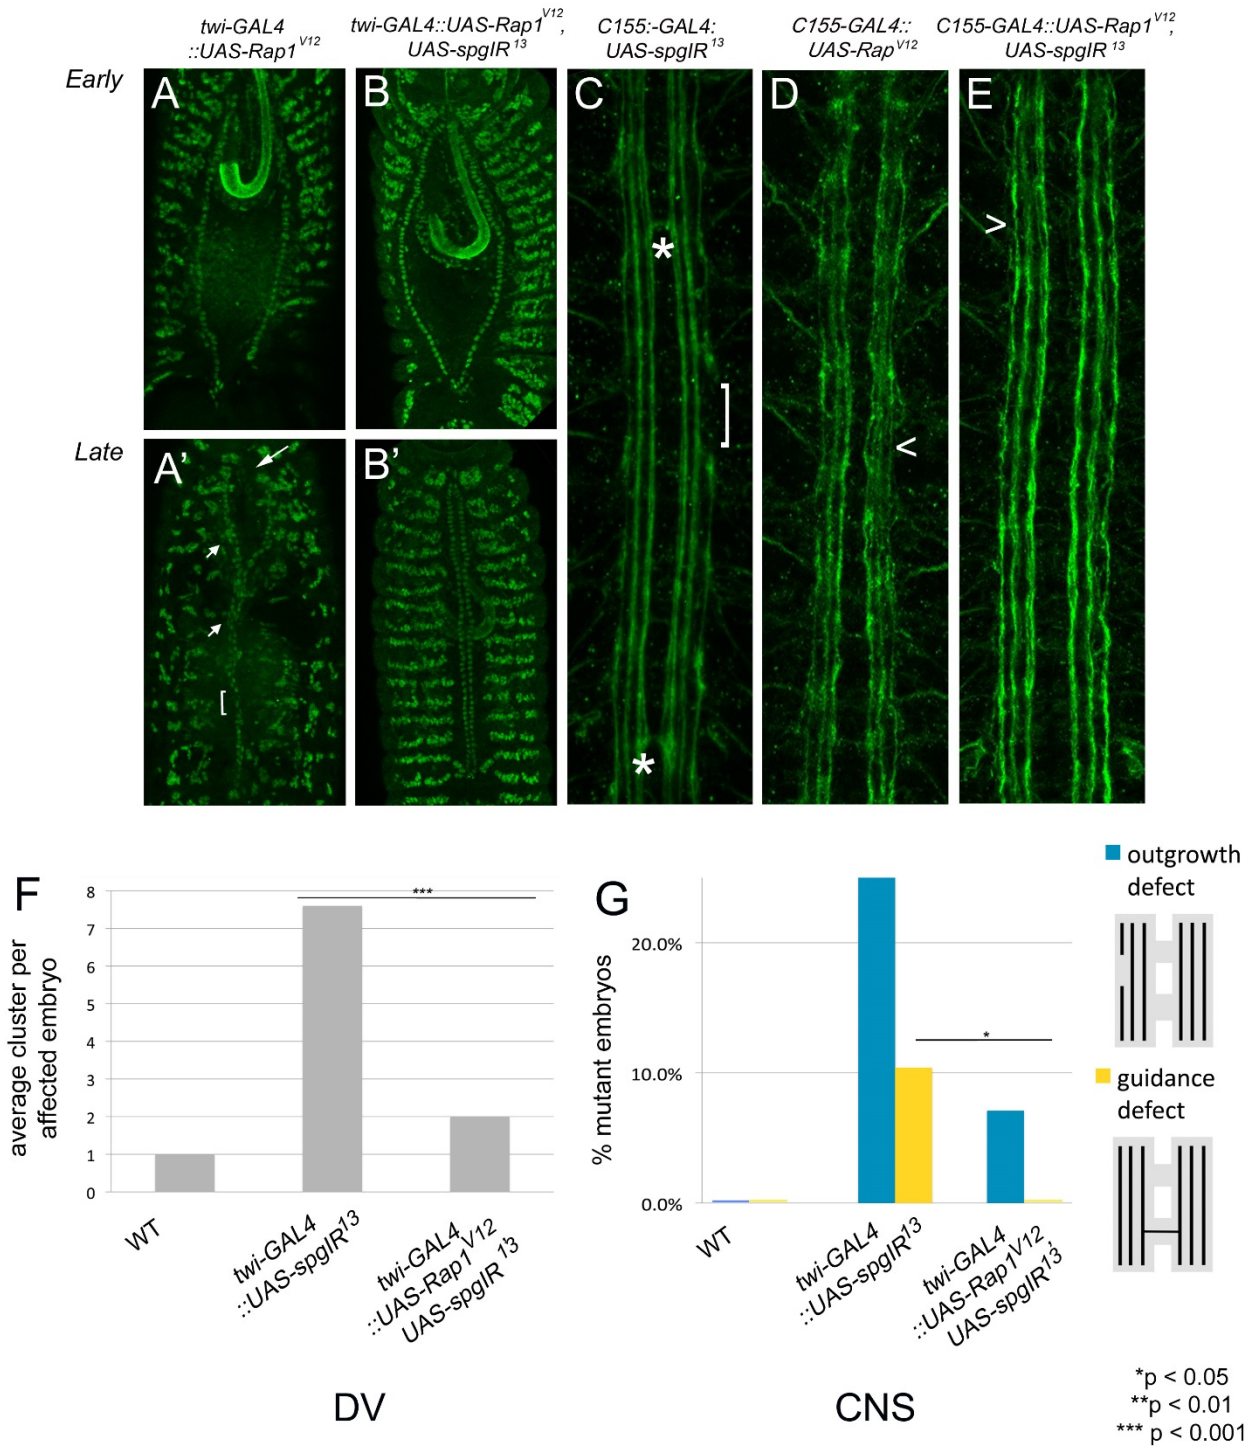 twi-GAL4
::UAS-Rap1V12
twi-GAL4::UAS-Rap1V12,
UAS-spgIR13
C155:-GAL4:
UAS-spgIR13
C155-GAL4::
UAS-RapV12
C155-GAL4::UAS-Rap1V12,
UAS-spgIR13
Early
A
B
C
D
E
*
>
]
<
Late
A’
B’
[
*
F
average cluster per
affected embryo
8
7
6
5
4
3
2
1
0
***
WT
twi-GAL4
::UAS-spgIR13
twi-GAL4
::UAS-Rap1V12,
UAS-spgIR13
DV
G
% mutant embryos
20.0%
10.0%
0.0%
*
WT
twi-GAL4
::UAS-spgIR13
twi-GAL4
::UAS-Rap1V12,
UAS-spgIR13
CNS
outgrowth
defect
guidance
defect
*p < 0.05
**p < 0.01
*** p < 0.001